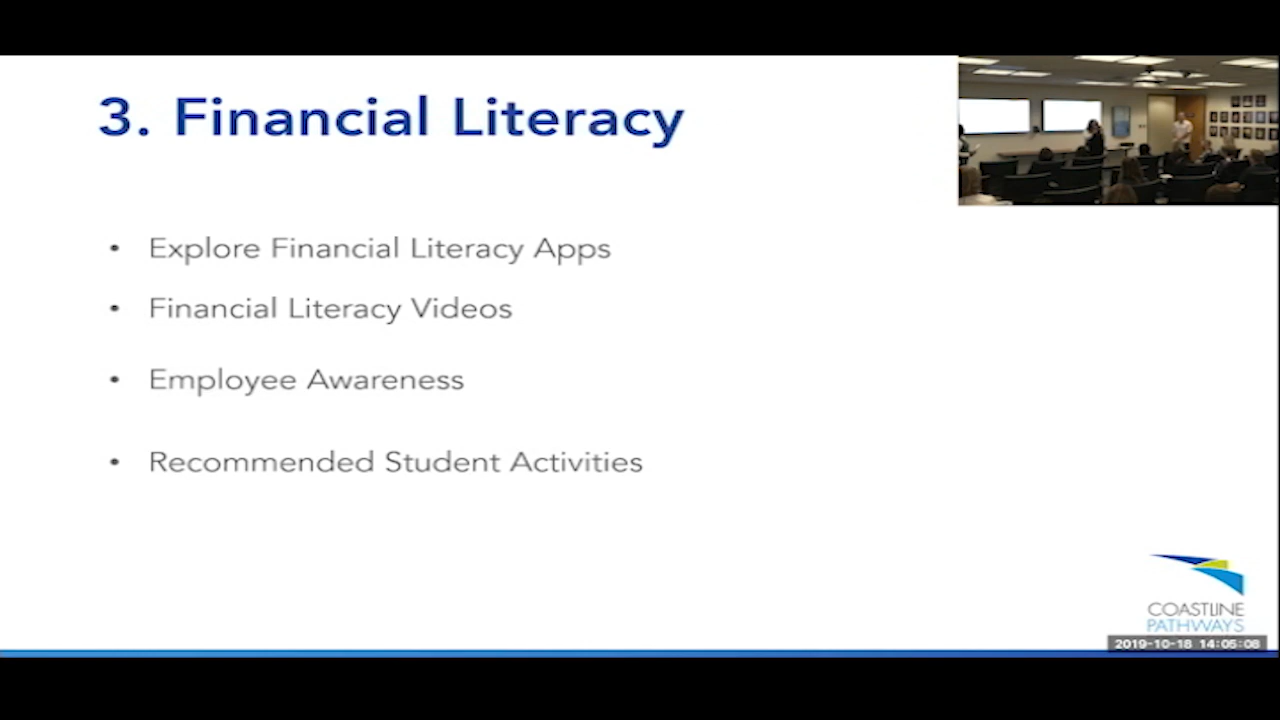 3. Financial Literacy
• Explore Financial Literacy Apps
• Financial Literacy Videos
• Employee Awareness
• Recommended Student Activities
COASTLINE
PATHWAYS
2019-10-18 14:05:08